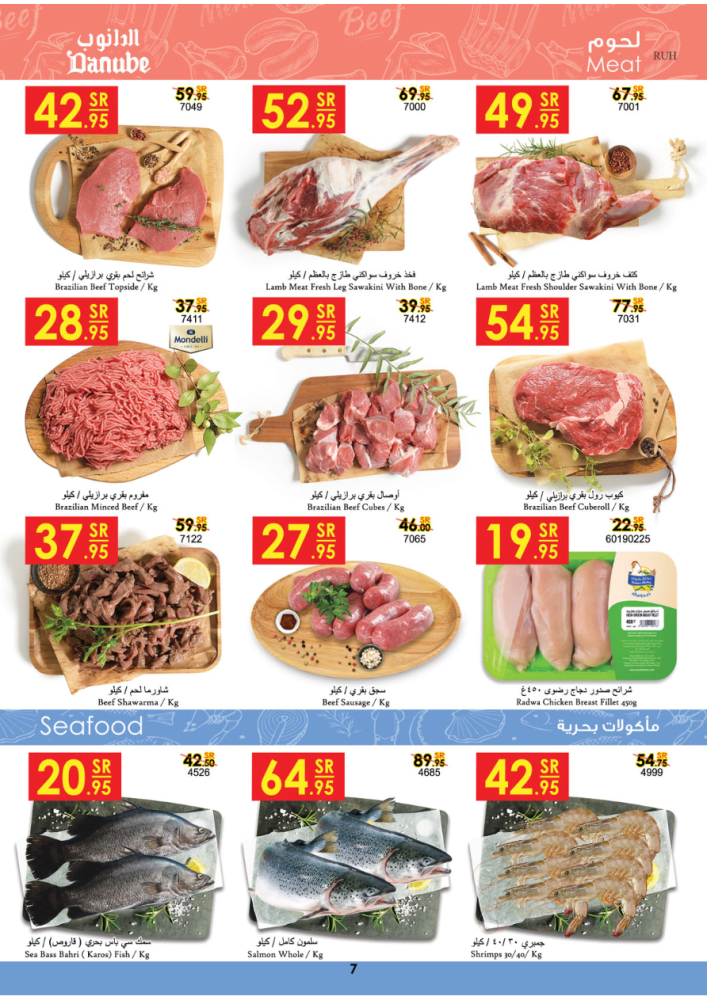 الدانوب
Danube
لحوم
Meat
RUH
Beef
42.95 SR
59.95 SR
7049
شرائح لحم بقري برازيلي / كيلو
Brazilian Beef Topside / Kg
52.95 SR
69.95 SR
7000
فخذ خروف سواكني طازج بالعظم / كيلو
Lamb Meat Fresh Leg Sawakini With Bone / Kg
49.95 SR
67.95 SR
7001
كتف خروف سواكني طازج بالعظم / كيلو
Lamb Meat Fresh Shoulder Sawakini With Bone / Kg
28.95 SR
37.95 SR
7411
Mondelli
مفروم بقري برازيلي / كيلو
Brazilian Minced Beef / Kg
29.95 SR
39.95 SR
7412
أوصال بقري برازيلي / كيلو
Brazilian Beef Cubes / Kg
54.95 SR
77.95 SR
7031
كيوب رول بقري برازيلي / كيلو
Brazilian Beef Cuberoll / Kg
37.95 SR
59.95 SR
7122
شاورما لحم / كيلو
Beef Shawarma / Kg
27.95 SR
46.00 SR
7065
سجق بقري / كيلو
Beef Sausage / Kg
19.95 SR
22.95 SR
60190225
شرائح صدور دجاج رضوى ٤٥٠غ
Radwa Chicken Breast Fillet 450g
Seafood
مأكولات بحرية
20.95 SR
42.50 SR
4526
سمك سي باس بحري ( قاروص) / كيلو
Sea Bass Bahri ( Karos) Fish / Kg
64.95 SR
89.95 SR
4685
سلمون كامل / كيلو
Salmon Whole / Kg
42.95 SR
54.75 SR
4999
جمبري ٣٠ /٤٠ / كيلو
Shrimps 30/40/ Kg
7